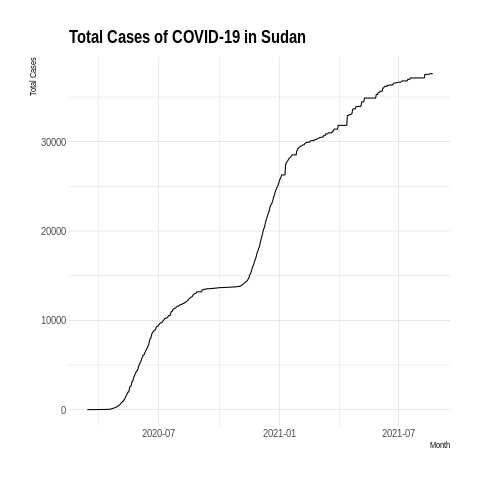 Total Cases of COVID-19 in Sudan
Total Cases
30000
20000
10000
0
2020-07
2021-01
2021-07
Month